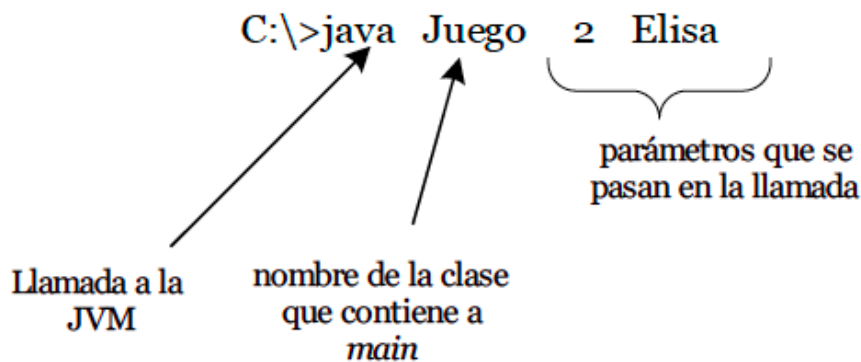 C:\>java Juego 2 Elisa
parámetros que se
pasan en la llamada
Llamada a la
JVM
nombre de la clase
que contiene a
main